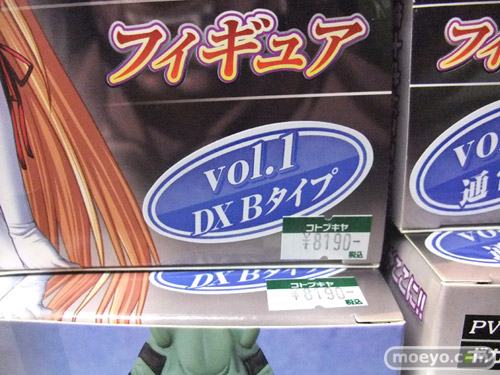 フィギュア
vol.1
DX Bタイプ
コトブキヤ
¥8190-
税込
DX Bタイプ
コトブキヤ
¥8190-
税込
フィ
vo
通
vo
PV
moeyo.com